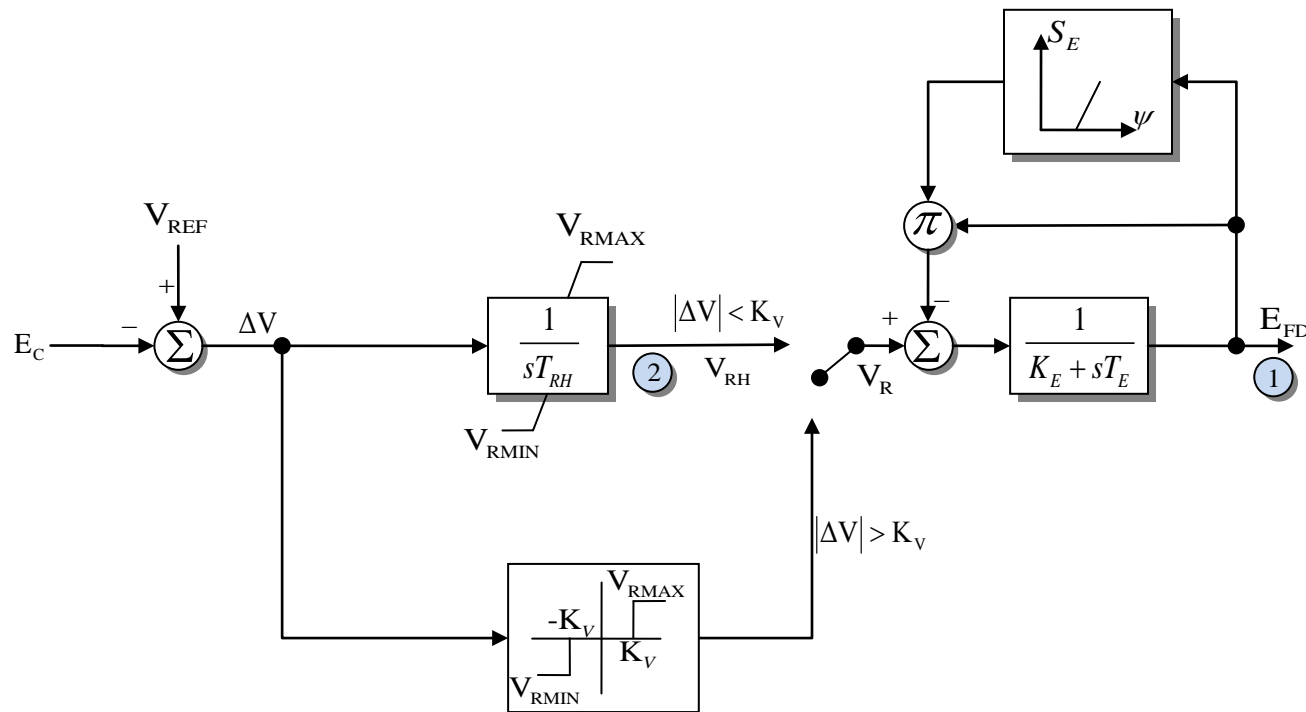 S_E
ψ
V_REF
π
V_RMAX
+
−
E_C
−
Σ
ΔV
1
sT_RH
|ΔV| < K_V
2
V_RH
+
Σ
V_R
1
K_E + sT_E
E_FD
1
V_RMIN
|ΔV| > K_V
V_RMAX
-K_V
K_V
V_RMIN